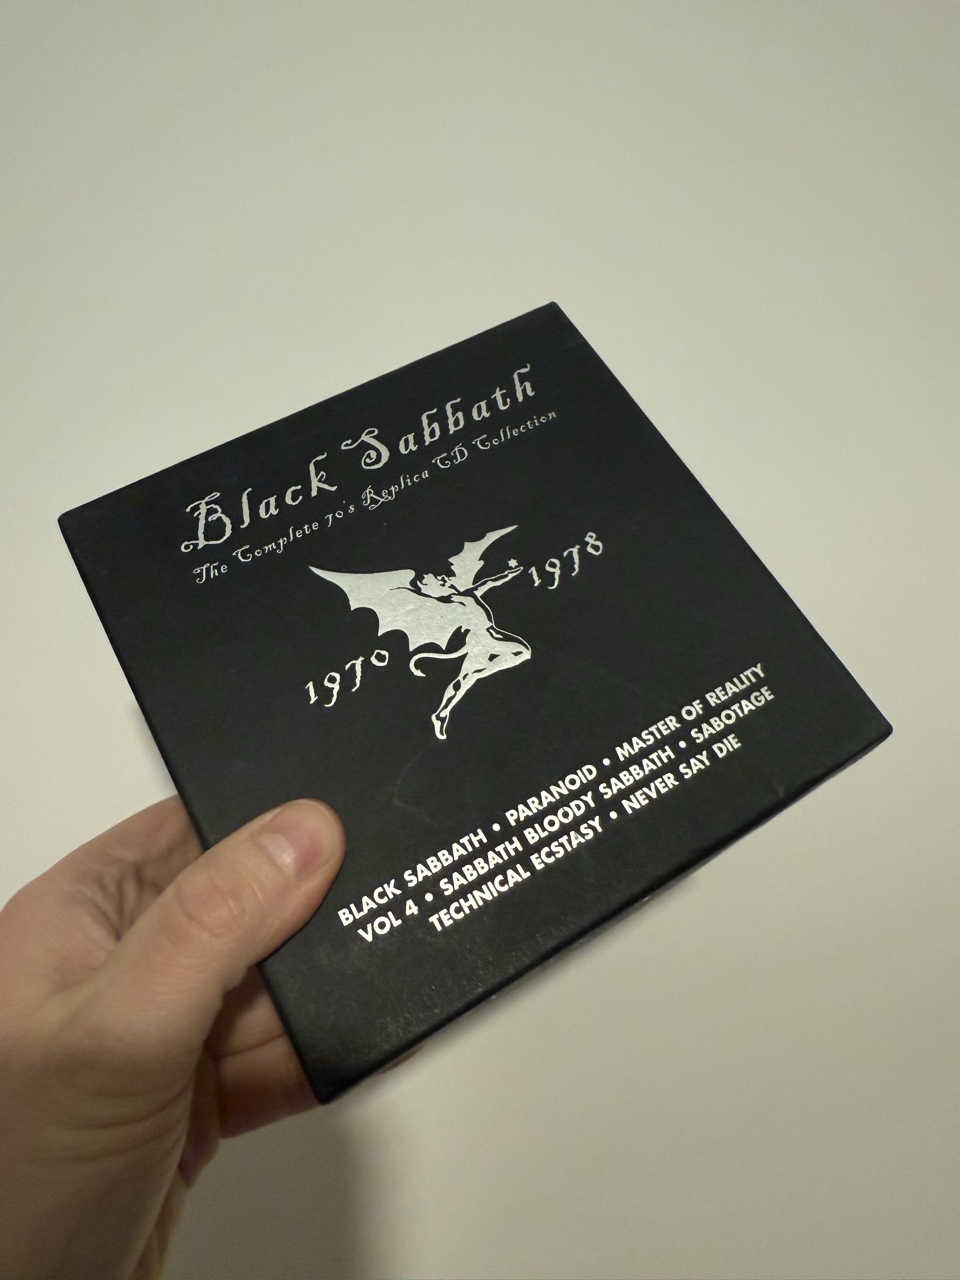 Black Sabbath
The Complete 70's Replica CD Collection
1970
1978
BLACK SABBATH • PARANOID • MASTER OF REALITY
VOL 4 • SABBATH BLOODY SABBATH • SABOTAGE
TECHNICAL ECSTASY • NEVER SAY DIE